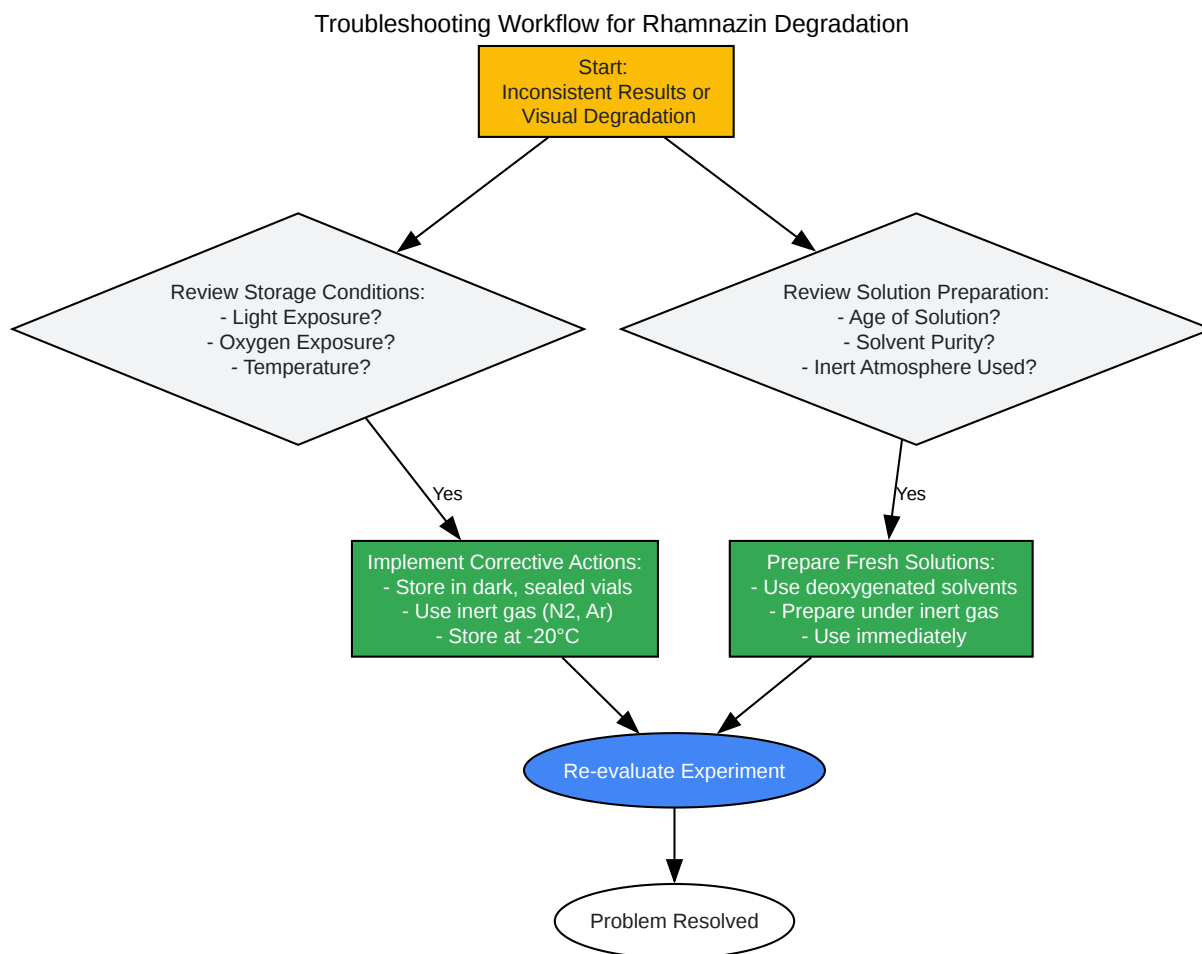 Troubleshooting Workflow for Rhamnazin Degradation
Start:
Inconsistent Results or
Visual Degradation
Review Storage Conditions:
- Light Exposure?
- Oxygen Exposure?
- Temperature?
Review Solution Preparation:
- Age of Solution?
- Solvent Purity?
- Inert Atmosphere Used?
Yes
Yes
Implement Corrective Actions:
- Store in dark, sealed vials
- Use inert gas (N2, Ar)
- Store at -20°C
Prepare Fresh Solutions:
- Use deoxygenated solvents
- Prepare under inert gas
- Use immediately
Re-evaluate Experiment
Problem Resolved